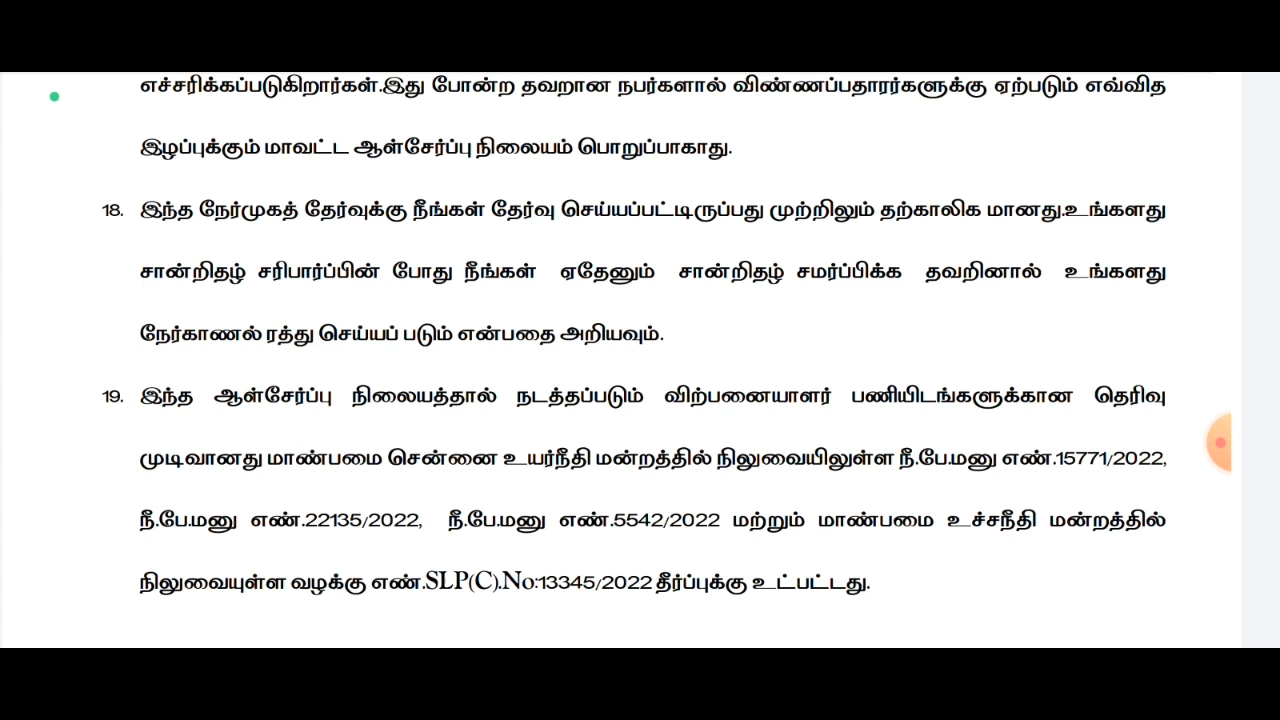 எச்சரிக்கப்படுகிறார்கள்.இது போன்ற தவறான நபர்களால் விண்ணப்பதாரர்களுக்கு ஏற்படும் எவ்வித
இழப்புக்கும் மாவட்ட ஆள்சேர்ப்பு நிலையம் பொறுப்பாகாது.
18. இந்த நேர்முகத் தேர்வுக்கு நீங்கள் தேர்வு செய்யப்பட்டிருப்பது முற்றிலும் தற்காலிக மானது.உங்களது
சான்றிதழ் சரிபார்ப்பின் போது நீங்கள் ஏதேனும் சான்றிதழ் சமர்ப்பிக்க தவறினால் உங்களது
நேர்காணல் ரத்து செய்யப் படும் என்பதை அறியவும்.
19. இந்த ஆள்சேர்ப்பு நிலையத்தால் நடத்தப்படும் விற்பனையாளர் பணியிடங்களுக்கான தெரிவு
முடிவானது மாண்பமை சென்னை உயர்நீதி மன்றத்தில் நிலுவையிலுள்ள நீ.பே.மனு எண்.15771/2022,
நீ.பே.மனு எண்.22135/2022, நீ.பே.மனு எண்.5542/2022 மற்றும் மாண்பமை உச்சநீதி மன்றத்தில்
நிலுவையுள்ள வழக்கு எண்.SLP(C).No:13345/2022 தீர்ப்புக்கு உட்பட்டது.